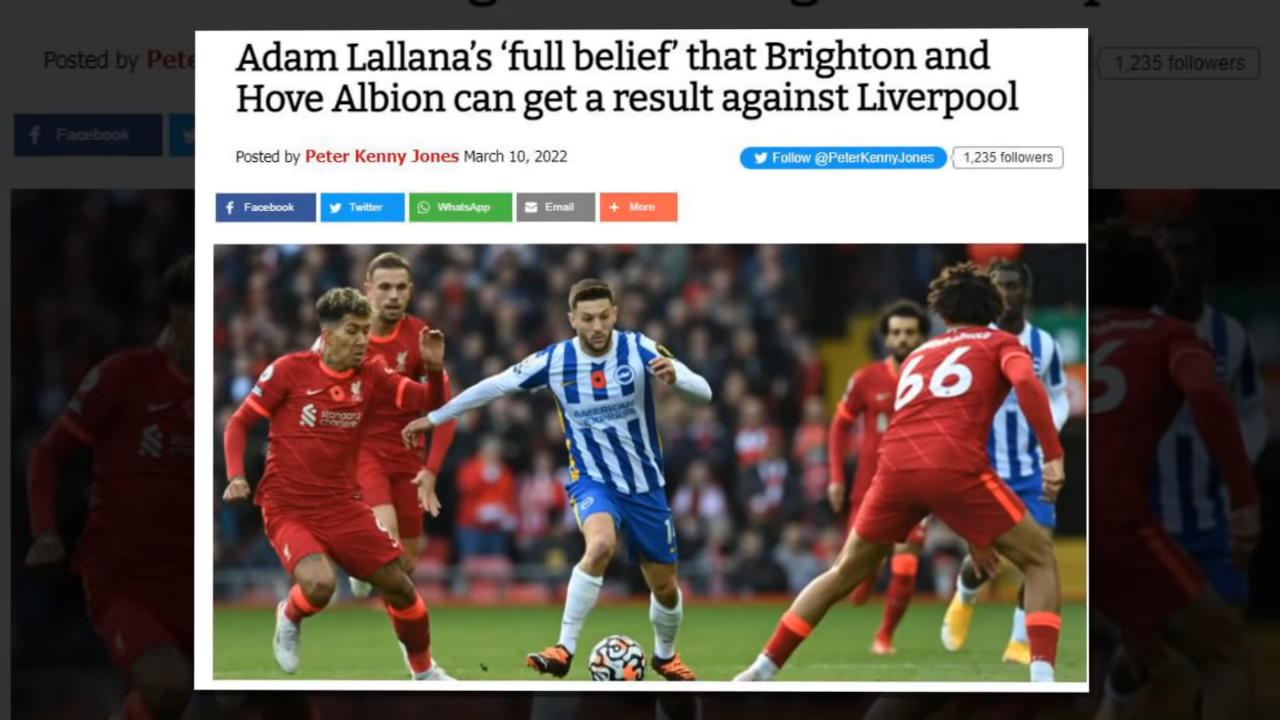 Posted by Pete
1,235 followers
Facebook
Adam Lallana's 'full belief' that Brighton and
Hove Albion can get a result against Liverpool
Posted by Peter Kenny Jones March 10, 2022
Follow @PeterKennyJones 1,235 followers
Facebook Twitter WhatsApp Email + More
66
standard
chartered
AMERICAN
EXPRESS